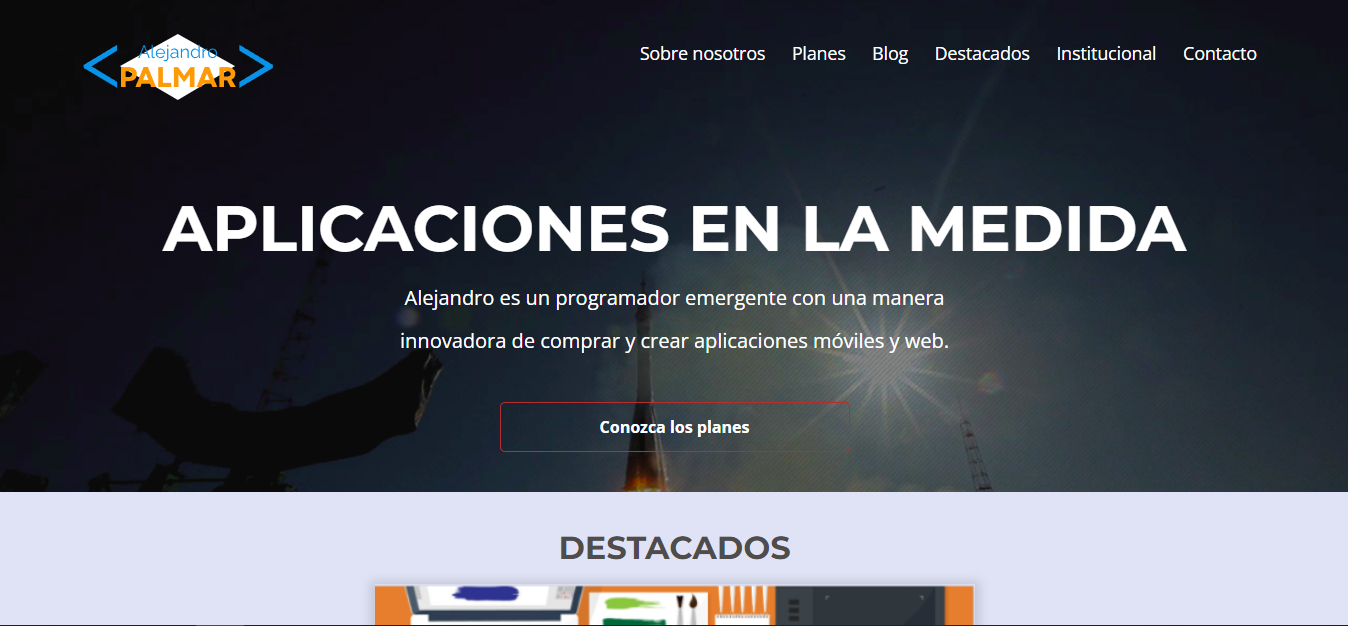 Alejandro
PALMAR
Sobre nosotros Planes Blog Destacados Institucional Contacto
APLICACIONES EN LA MEDIDA
Alejandro es un programador emergente con una manera
innovadora de comprar y crear aplicaciones móviles y web.
Conozca los planes
DESTACADOS